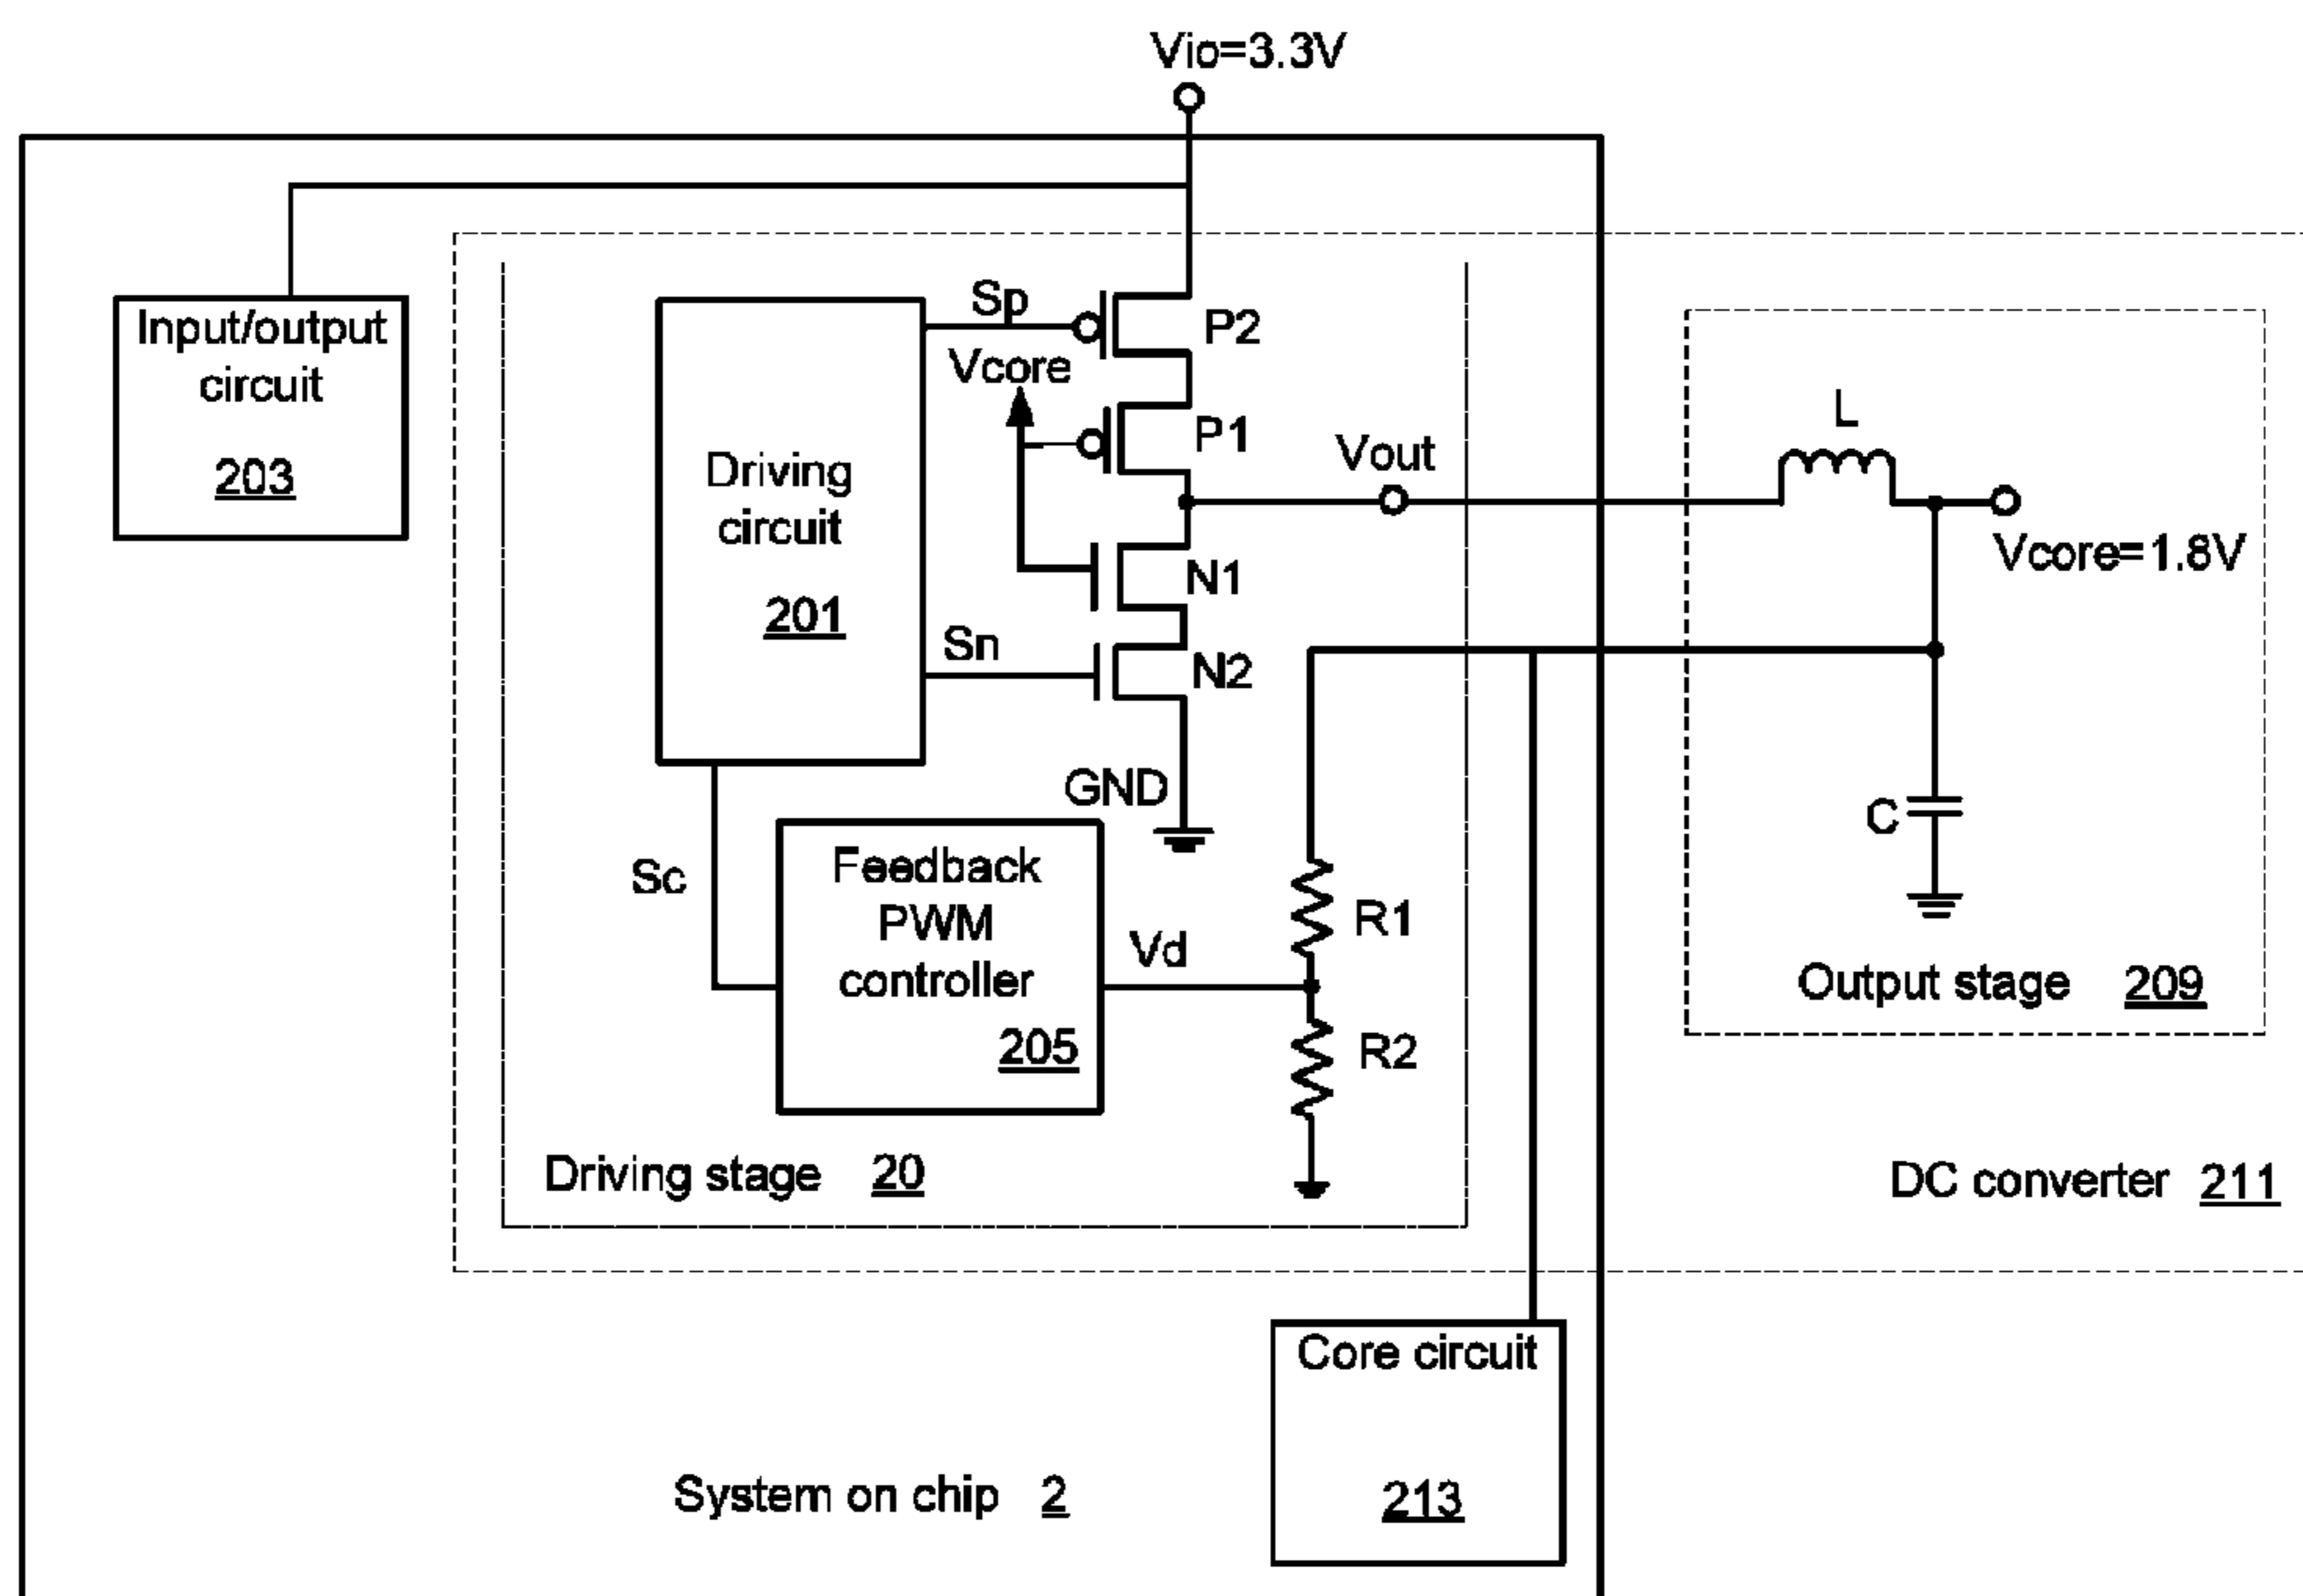 Vio=3.3V
Input/output
circuit
203
Driving
circuit
201
Sp
P2
Vcore
P1
Vout
L
N1
Vcore=1.8V
Sn
N2
GND
C
Sc
Feedback
PWM
controller
205
Vd
R1
R2
Output stage 209
Driving stage 20
DC converter 211
Core circuit
213
System on chip 2